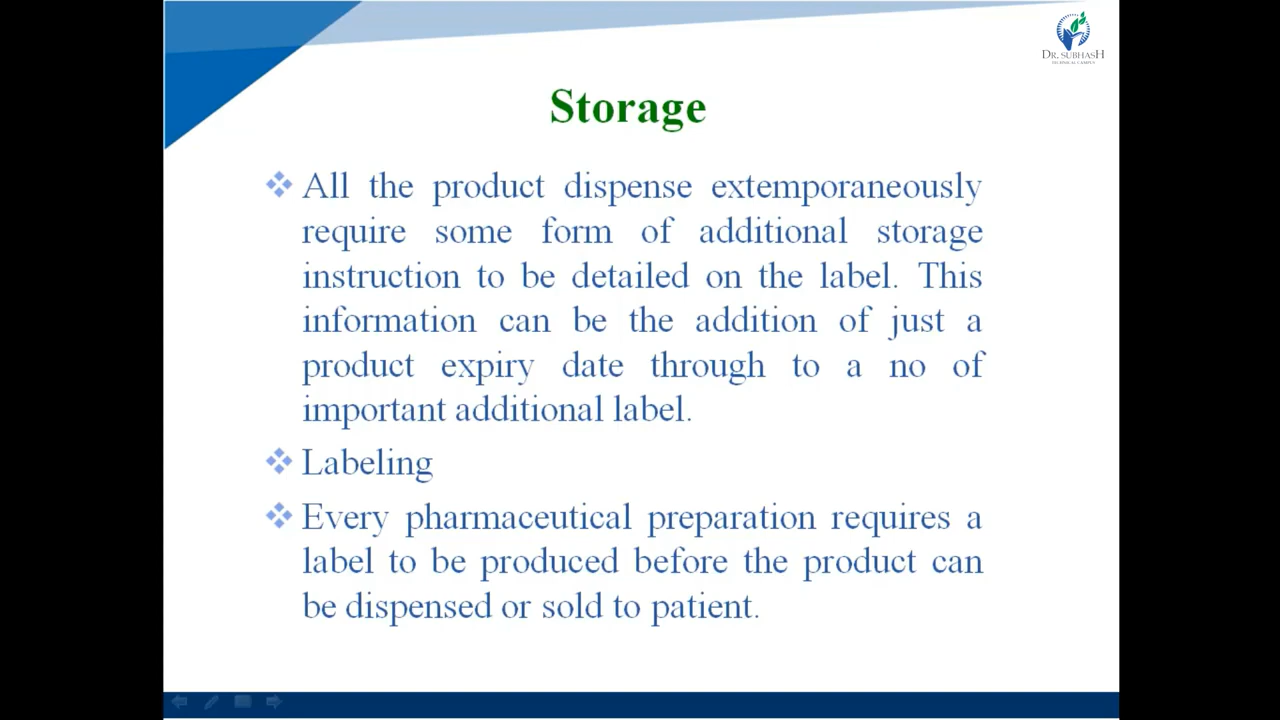 DR. SUBHASH
TECHNICAL CAMPUS
Storage
All the product dispense extemporaneously
require some form of additional storage
instruction to be detailed on the label. This
information can be the addition of just a
product expiry date through to a no of
important additional label.
Labeling
Every pharmaceutical preparation requires a
label to be produced before the product can
be dispensed or sold to patient.